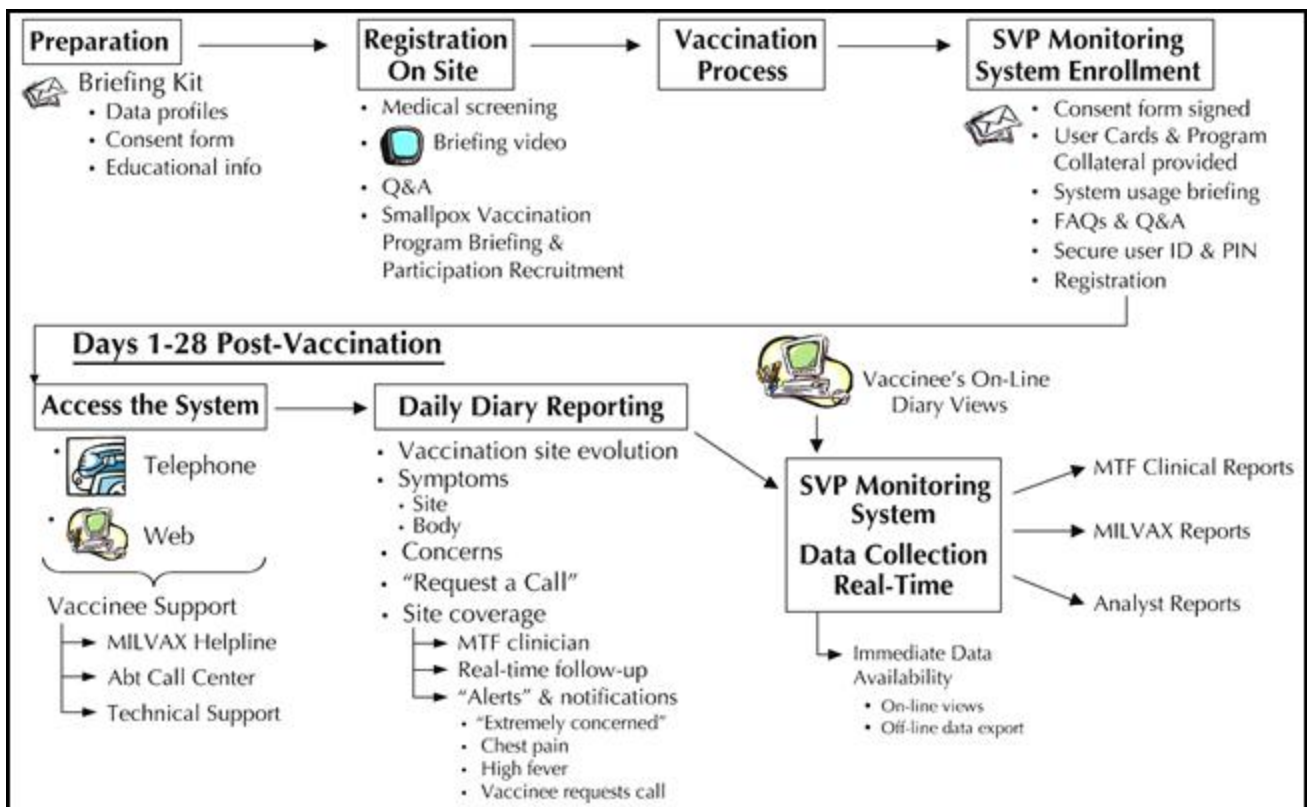 Preparation
Briefing Kit
• Data profiles
• Consent form
• Educational info
Registration
On Site
• Medical screening
• Briefing video
• Q&A
• Smallpox Vaccination
Program Briefing &
Participation Recruitment
Vaccination
Process
SVP Monitoring
System Enrollment
• Consent form signed
• User Cards & Program
Collateral provided
• System usage briefing
• FAQs & Q&A
• Secure user ID & PIN
• Registration
Days 1-28 Post-Vaccination
Access the System
• Telephone
• Web
Vaccinee Support
MILVAX Helpline
Abt Call Center
Technical Support
Daily Diary Reporting
• Vaccination site evolution
• Symptoms
• Site
• Body
• Concerns
• “Request a Call”
• Site coverage
MTF clinician
Real-time follow-up
“Alerts” & notifications
• “Extremely concerned”
• Chest pain
• High fever
• Vaccinee requests call
Vaccinee’s On-Line
Diary Views
SVP Monitoring
System
Data Collection
Real-Time
Immediate Data
Availability
• On-line views
• Off-line data export
MTF Clinical Reports
MILVAX Reports
Analyst Reports